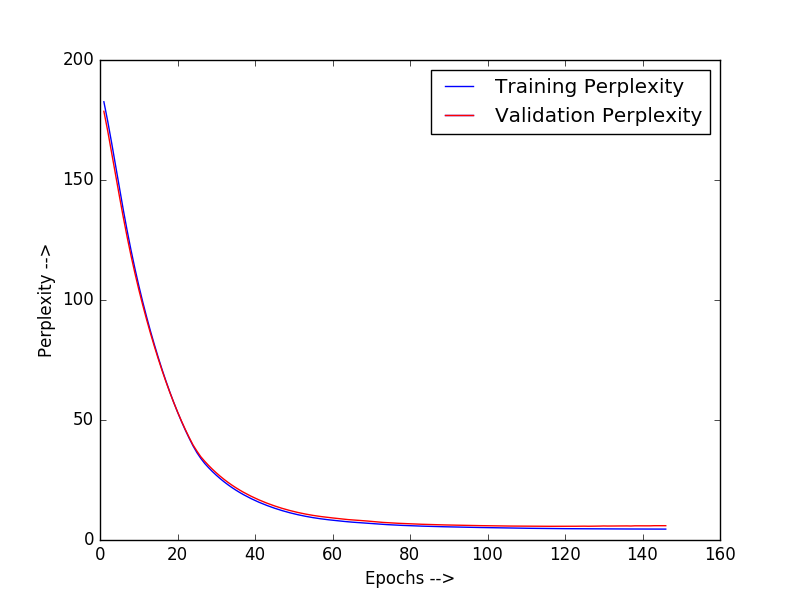 200
150
100
50
0
Perplexity -->
Training Perplexity
Validation Perplexity
0 20 40 60 80 100 120 140 160
Epochs -->